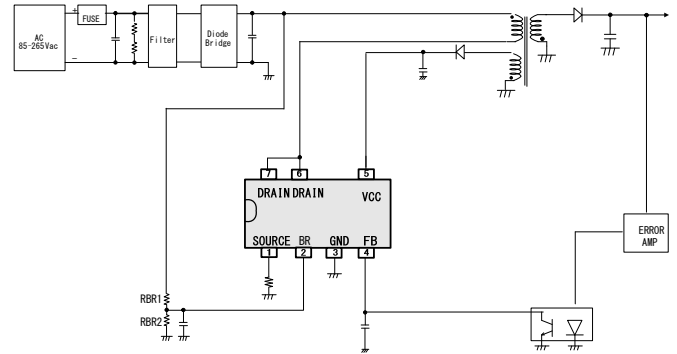 AC
85-265Vac
+
-
FUSE
Filter
Diode
Bridge
7
6
5
DRAIN DRAIN
VCC
SOURCE BR GND FB
1
2
3
4
RBR1
RBR2
ERROR
AMP